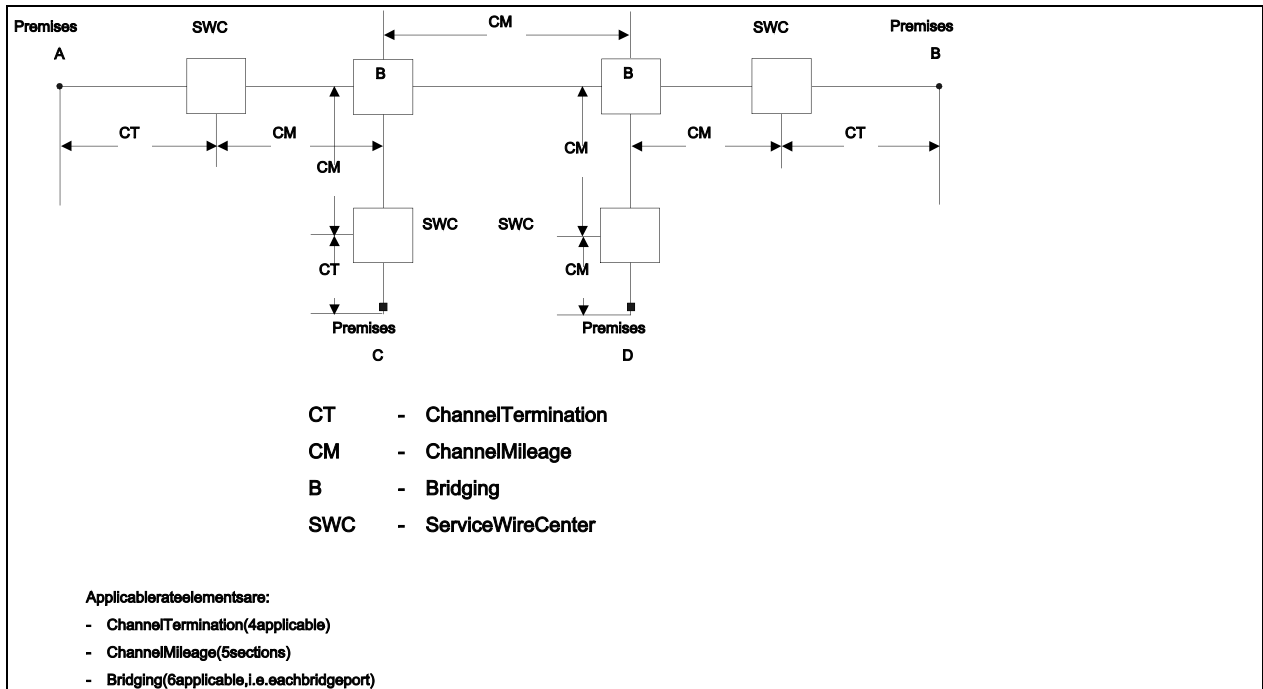 Premises SWC CM SWC Premises
A B B B
CT CM CM CT
CM CM
SWC SWC
CT CM
Premises Premises
C D
CT - ChannelTermination
CM - ChannelMileage
B - Bridging
SWC - ServiceWireCenter
Applicablerateelementsare:
- ChannelTermination(4applicable)
- ChannelMileage(5sections)
- Bridging(6applicable,i.e.eachbridgeport)